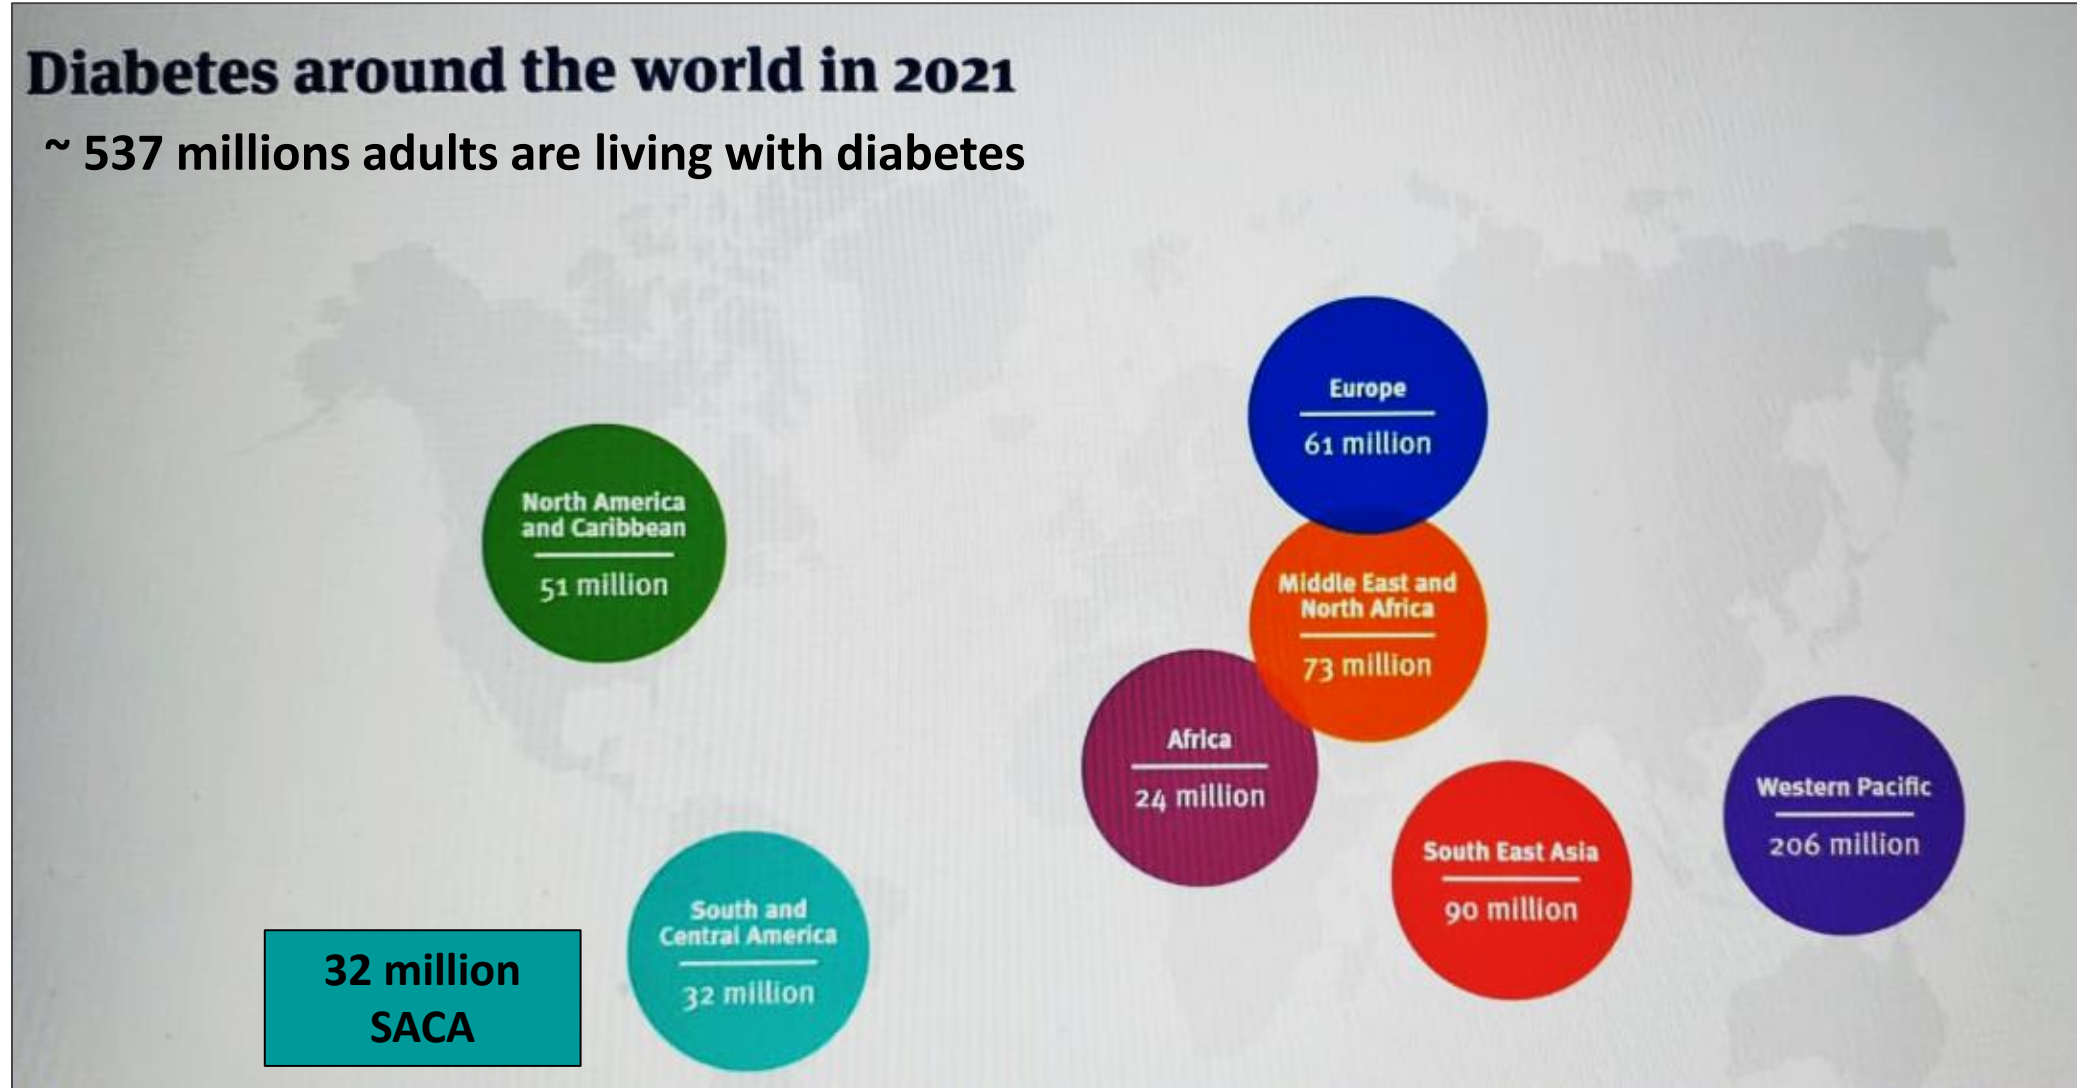 Diabetes around the world in 2021
~ 537 millions adults are living with diabetes
Europe
61 million
North America
and Caribbean
51 million
Middle East and
North Africa
73 million
Africa
24 million
Western Pacific
206 million
South East Asia
90 million
South and
Central America
32 million
32 million
SACA